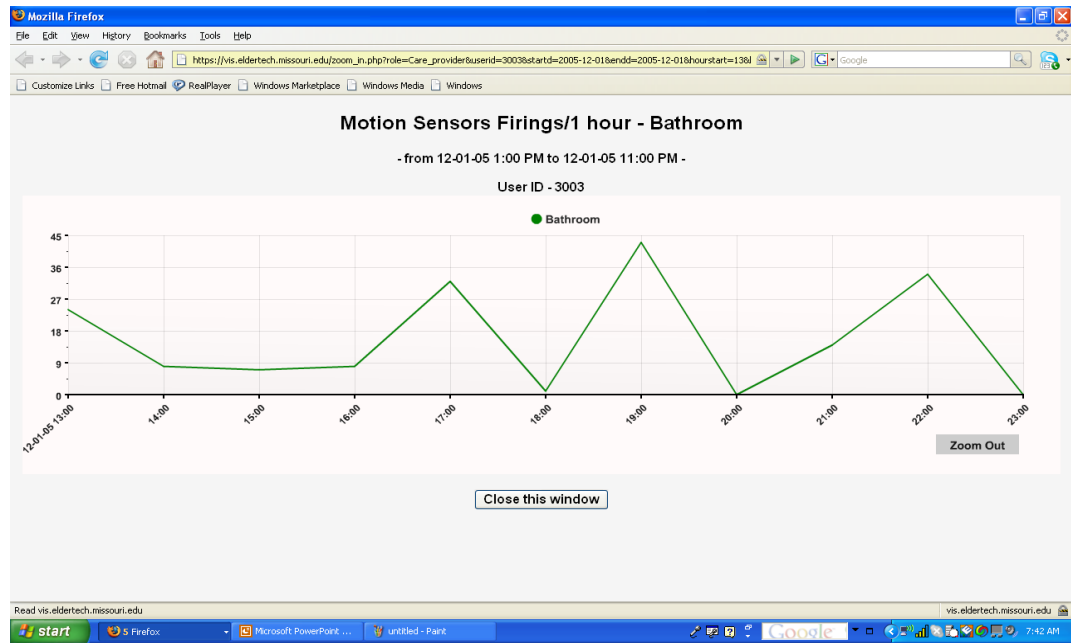 Mozilla Firefox
File Edit View History Bookmarks Tools Help
https://vis.eldertech.missouri.edu/zoom_in.php?role=Care_provider&userid=3003&startd=2005-12-01&endd=2005-12-01&hourstart=13&l
Google
Customize Links Free Hotmail RealPlayer Windows Marketplace Windows Media Windows
Motion Sensors Firings/1 hour - Bathroom
- from 12-01-05 1:00 PM to 12-01-05 11:00 PM -
User ID - 3003
Bathroom
45
36
27
18
9
0
12-01-05 13:00 14:00 15:00 16:00 17:00 18:00 19:00 20:00 21:00 22:00 23:00
Zoom Out
Close this window
Read vis.eldertech.missouri.edu vis.eldertech.missouri.edu
start 5 Firefox Microsoft PowerPoint ... untitled - Paint Google 7:42 AM